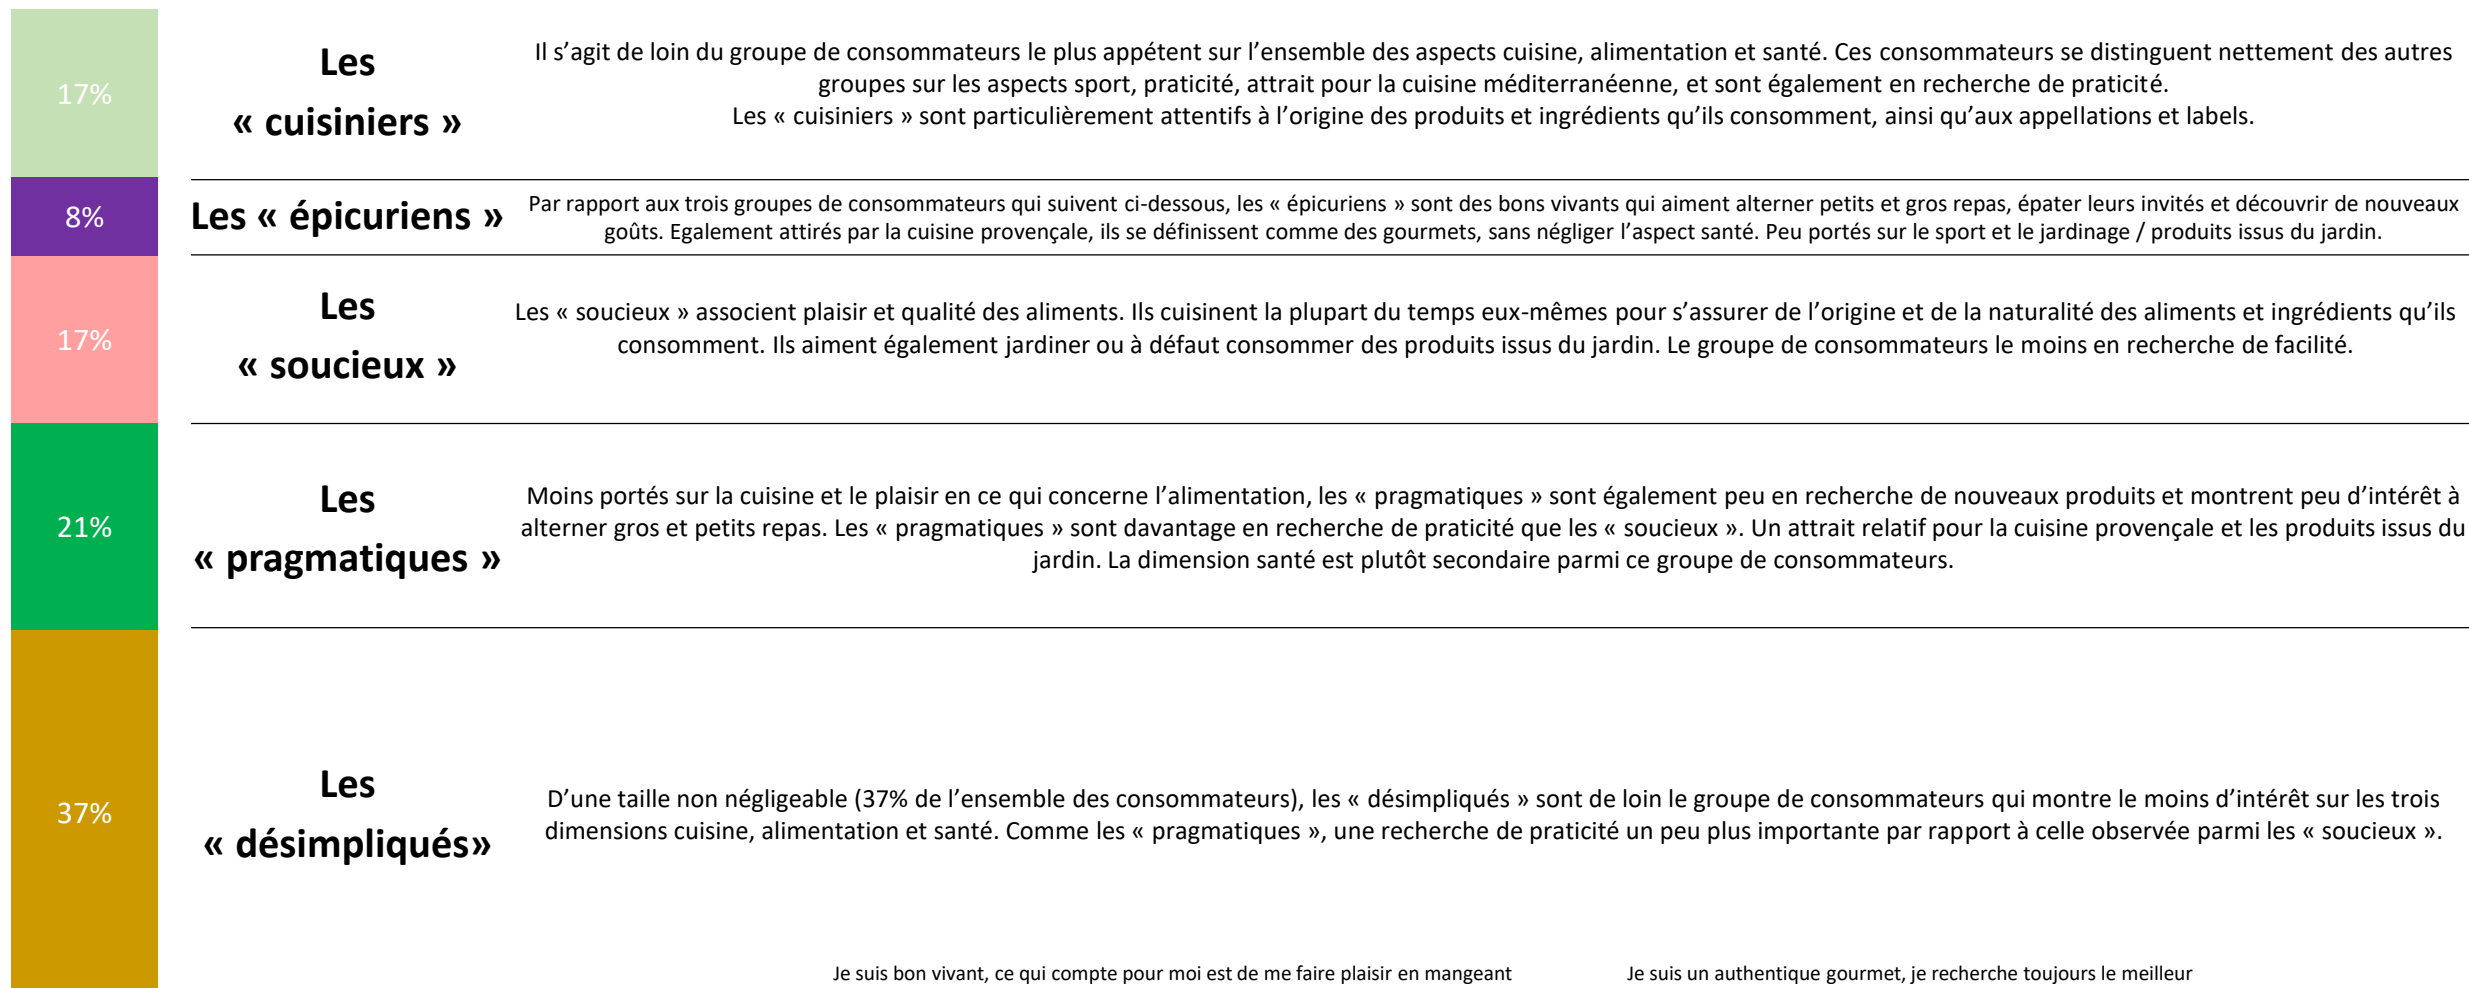 17%
Les
« cuisiniers »
Il s’agit de loin du groupe de consommateurs le plus appétent sur l’ensemble des aspects cuisine, alimentation et santé. Ces consommateurs se distinguent nettement des autres
groupes sur les aspects sport, praticité, attrait pour la cuisine méditerranéenne, et sont également en recherche de praticité.
Les « cuisiniers » sont particulièrement attentifs à l’origine des produits et ingrédients qu’ils consomment, ainsi qu’aux appellations et labels.
8%
Les « épicuriens »
Par rapport aux trois groupes de consommateurs qui suivent ci-dessous, les « épicuriens » sont des bons vivants qui aiment alterner petits et gros repas, épater leurs invités et découvrir de nouveaux
goûts. Egalement attirés par la cuisine provençale, ils se définissent comme des gourmets, sans négliger l’aspect santé. Peu portés sur le sport et le jardinage / produits issus du jardin.
17%
Les
« soucieux »
Les « soucieux » associent plaisir et qualité des aliments. Ils cuisinent la plupart du temps eux-mêmes pour s’assurer de l’origine et de la naturalité des aliments et ingrédients qu’ils
consomment. Ils aiment également jardiner ou à défaut consommer des produits issus du jardin. Le groupe de consommateurs le moins en recherche de facilité.
21%
Les
« pragmatiques »
Moins portés sur la cuisine et le plaisir en ce qui concerne l’alimentation, les « pragmatiques » sont également peu en recherche de nouveaux produits et montrent peu d’intérêt à
alterner gros et petits repas. Les « pragmatiques » sont davantage en recherche de praticité que les « soucieux ». Un attrait relatif pour la cuisine provençale et les produits issus du
jardin. La dimension santé est plutôt secondaire parmi ce groupe de consommateurs.
37%
Les
« désimpliqués»
D’une taille non négligeable (37% de l’ensemble des consommateurs), les « désimpliqués » sont de loin le groupe de consommateurs qui montre le moins d’intérêt sur les trois
dimensions cuisine, alimentation et santé. Comme les « pragmatiques », une recherche de praticité un peu plus importante par rapport à celle observée parmi les « soucieux ».
Je suis bon vivant, ce qui compte pour moi est de me faire plaisir en mangeant
Je suis un authentique gourmet, je recherche toujours le meilleur